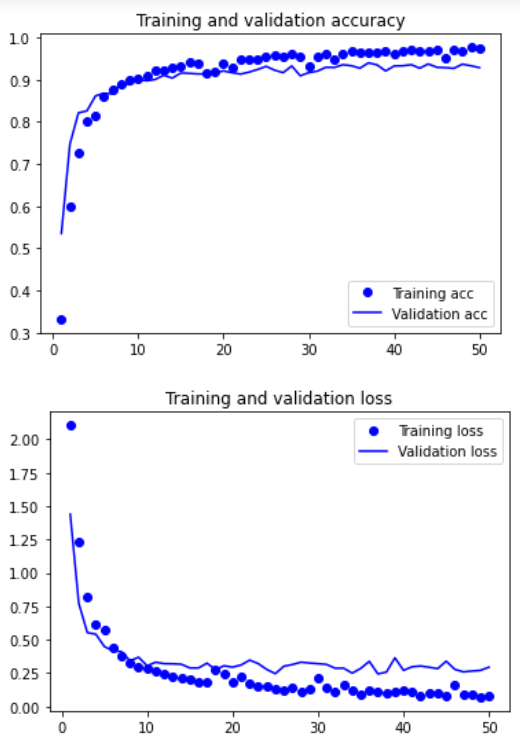 Training and validation accuracy
1.0
0.9
0.8
0.7
0.6
0.5
0.4
0.3
Training acc
Validation acc
0 10 20 30 40 50
Training and validation loss
2.00
1.75
1.50
1.25
1.00
0.75
0.50
0.25
0.00
Training loss
Validation loss
0 10 20 30 40 50